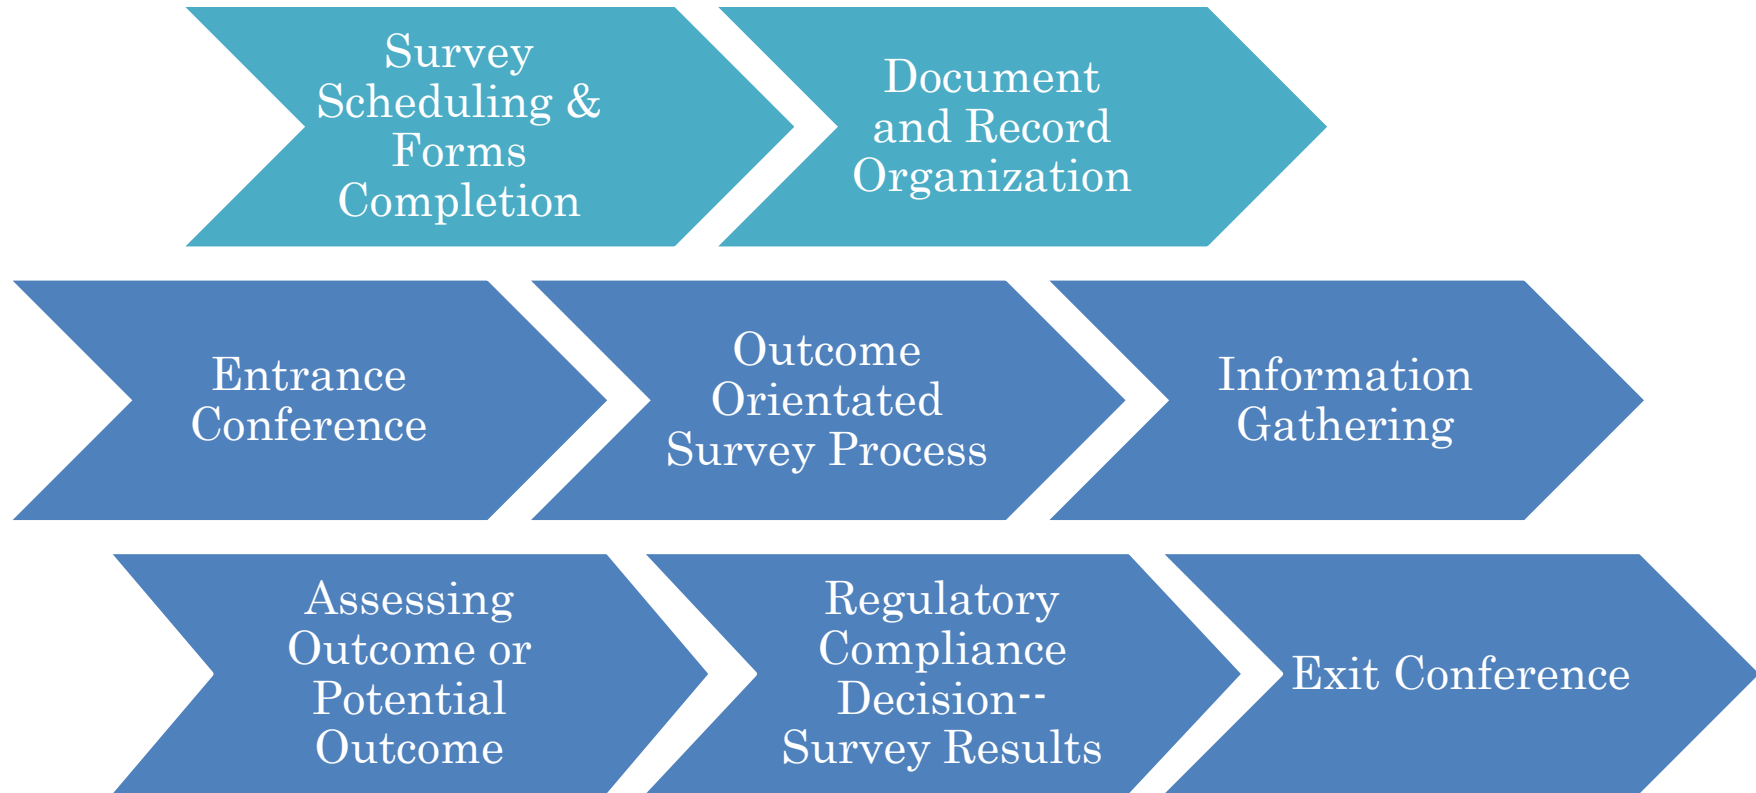 Survey
Scheduling &
Forms
Completion
Document
and Record
Organization
Entrance
Conference
Outcome
Orientated
Survey Process
Information
Gathering
Assessing
Outcome or
Potential
Outcome
Regulatory
Compliance
Decision--
Survey Results
Exit Conference